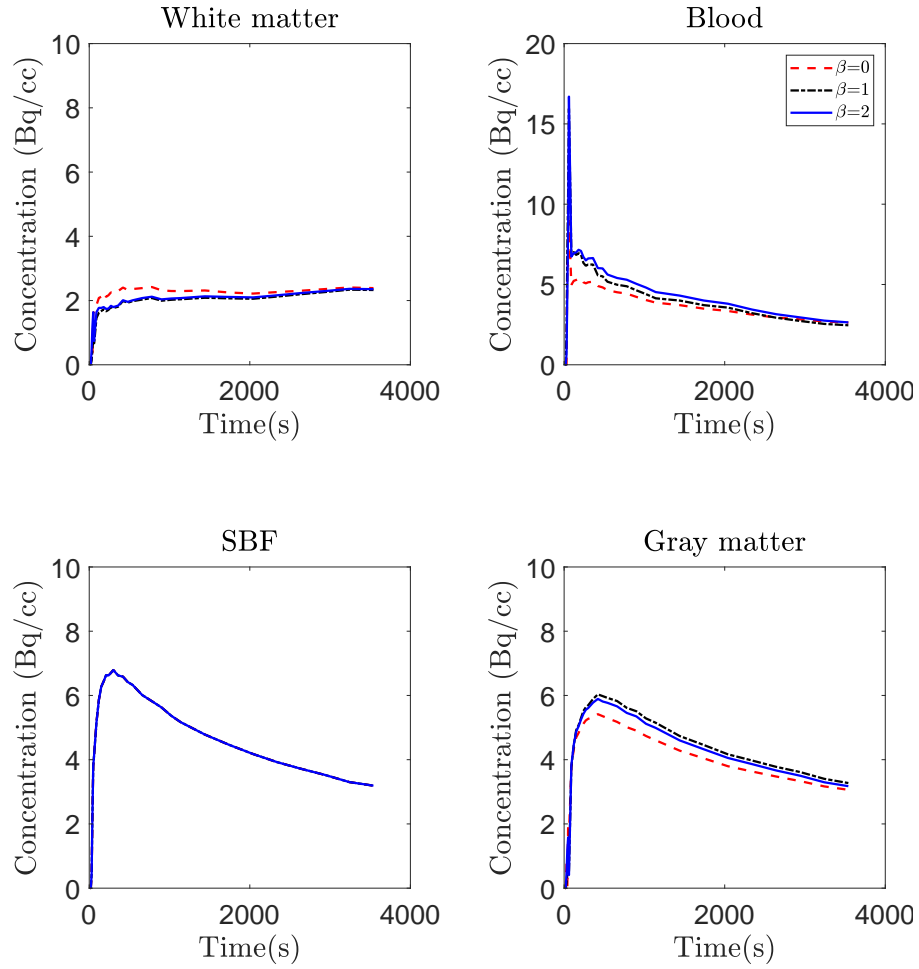 White matter
Concentration (Bq/cc)
10
8
6
4
2
0
0 2000 4000
Time(s)
Blood
Concentration (Bq/cc)
20
15
10
5
0
0 2000 4000
Time(s)
β=0
β=1
β=2
SBF
Concentration (Bq/cc)
10
8
6
4
2
0
0 2000 4000
Time(s)
Gray matter
Concentration (Bq/cc)
10
8
6
4
2
0
0 2000 4000
Time(s)